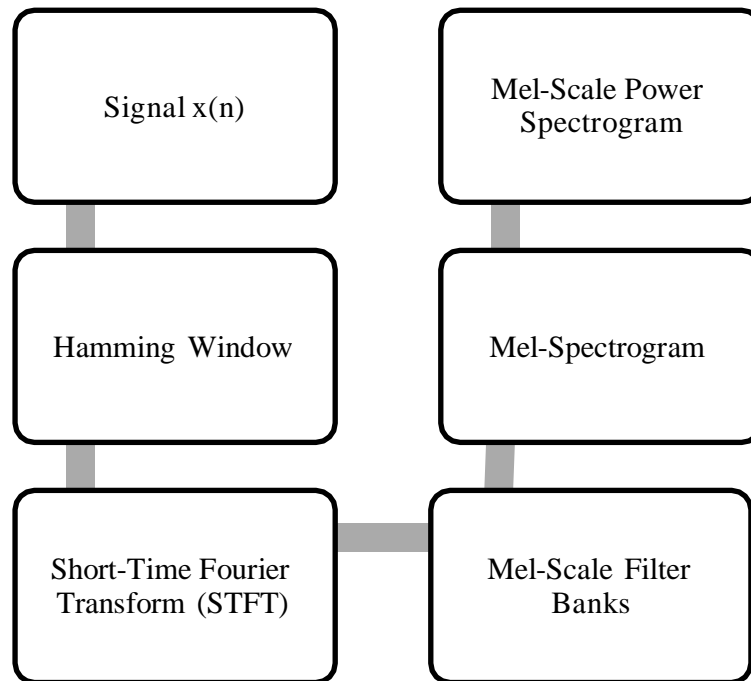 Signal x(n)
Hamming Window
Short-Time Fourier
Transform (STFT)
Mel-Scale Filter
Banks
Mel-Spectrogram
Mel-Scale Power
Spectrogram